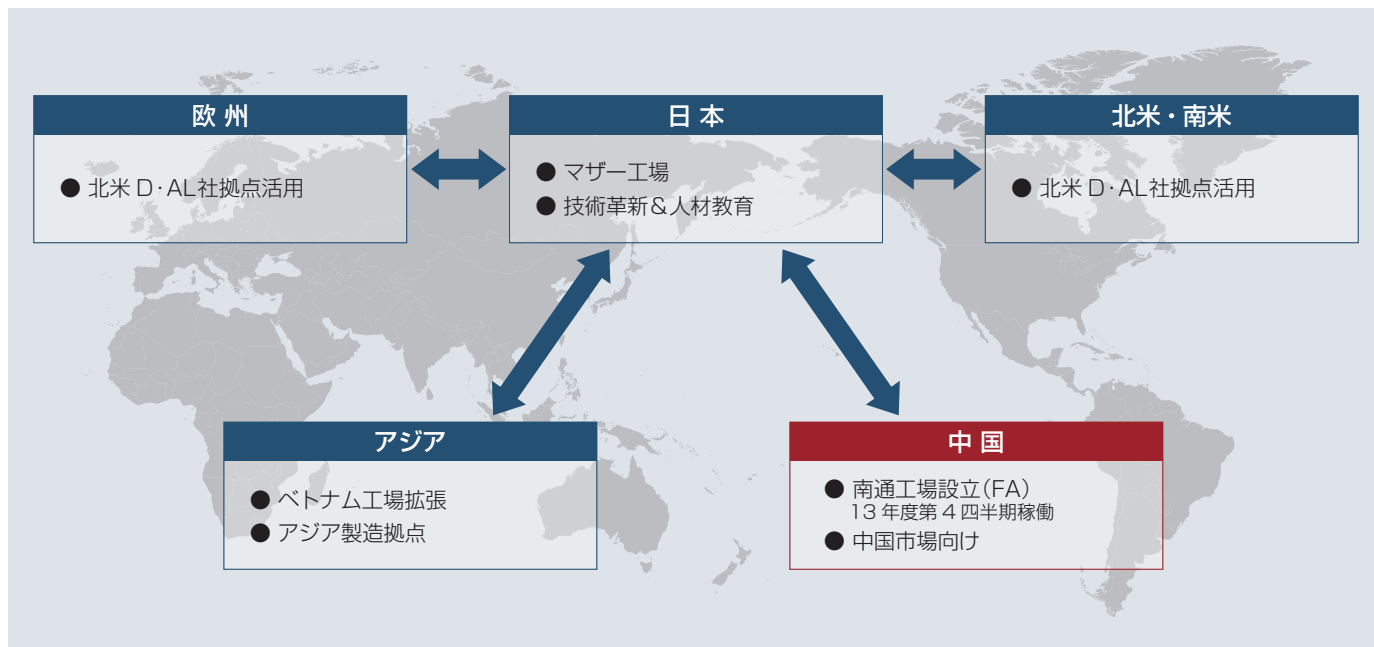 欧 州
● 北米 D・AL社拠点活用
日 本
● マザー工場
● 技術革新＆人材教育
北米・南米
● 北米 D・AL社拠点活用
アジア
● ベトナム工場拡張
● アジア製造拠点
中 国
● 南通工場設立（FA）
13 年度第 4 四半期稼働
● 中国市場向け